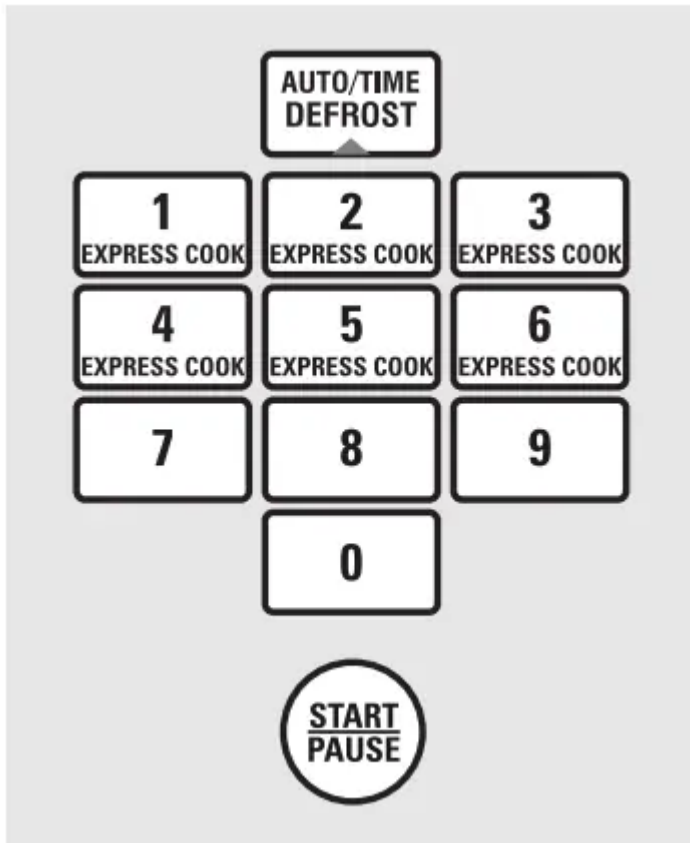 AUTO/TIME
DEFROST
1 2 3
EXPRESS COOK EXPRESS COOK EXPRESS COOK
4 5 6
EXPRESS COOK EXPRESS COOK EXPRESS COOK
7 8 9
0
START
PAUSE